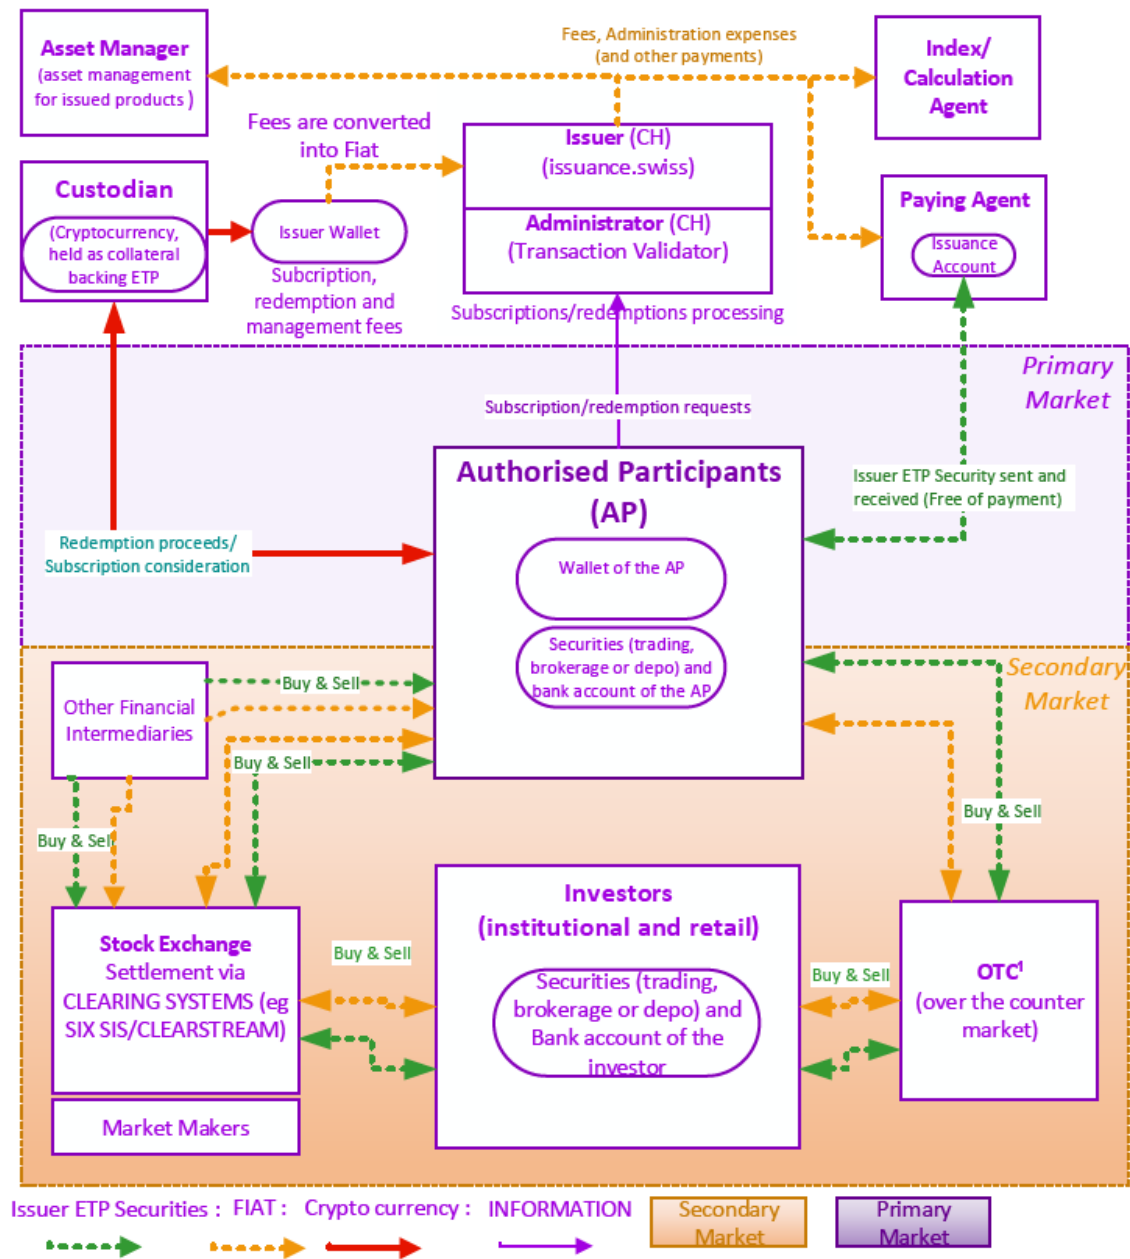 Asset Manager
(asset management
for issued products )
Fees, Administration expenses
(and other payments)
Index/
Calculation
Agent
Fees are converted
into Fiat
Issuer (CH)
(issuance.swiss)
Custodian
(Cryptocurrency,
held as collateral
backing ETP
Issuer Wallet
Subcription,
redemption and
management fees
Administrator (CH)
(Transaction Validator)
Subscriptions/redemptions processing
Paying Agent
Issuance
Account
Primary
Market
Subscription/redemption requests
Authorised Participants
(AP)
Issuer ETP Security sent and
received (Free of payment)
Redemption proceeds/
Subscription consideration
Wallet of the AP
Securities (trading,
brokerage or depo) and
bank account of the AP
Secondary
Market
Other Financial
Intermediaries
Buy & Sell
Buy & Sell
Buy & Sell
Buy & Sell
Stock Exchange
Settlement via
CLEARING SYSTEMS (eg
SIX SIS/CLEARSTREAM)
Market Makers
Buy & Sell
Investors
(institutional and retail)
Securities (trading,
brokerage or depo) and
Bank account of the
investor
Buy & Sell
OTC¹
(over the counter
market)
Issuer ETP Securities :
FIAT :
Crypto currency :
INFORMATION
Secondary
Market
Primary
Market